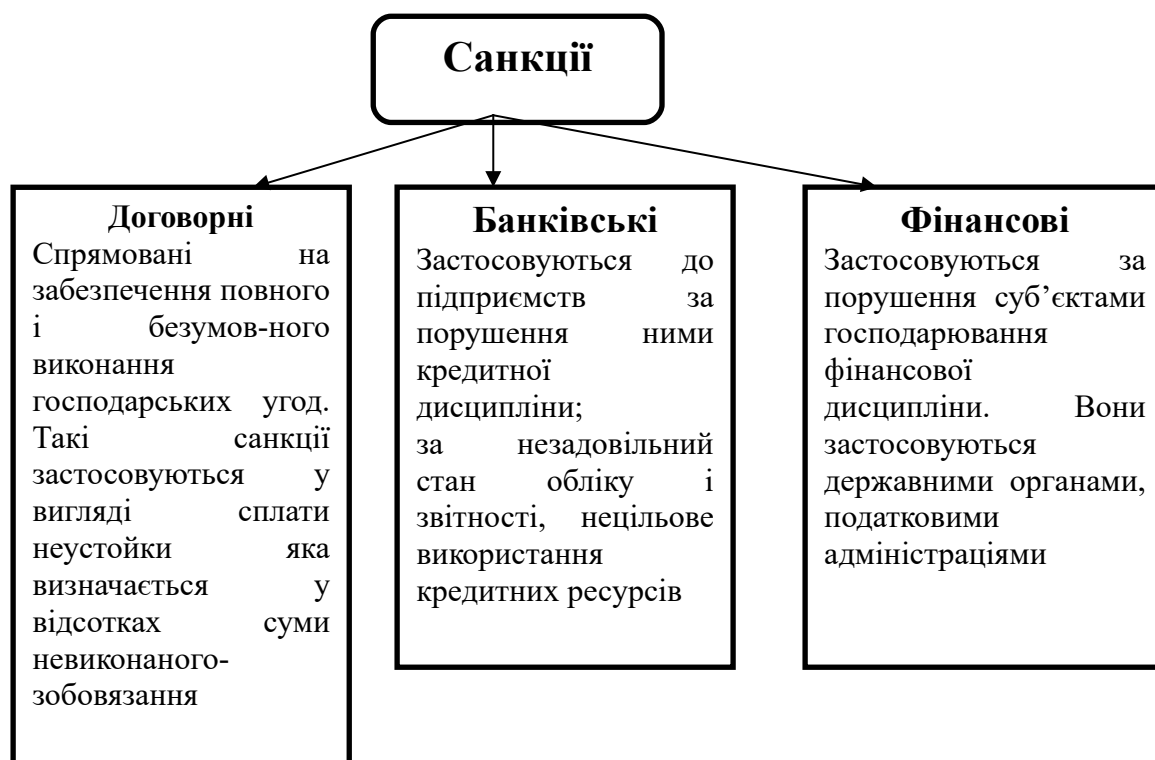 Санкції
Договорні
Спрямовані на
забезпечення повного
і безумов-ного
виконання
господарських угод.
Такі санкції
застосовуються у
вигляді сплати
неустойки яка
визначається у
відсотках суми
невиконаного-
зобовязання
Банківські
Застосовуються до
підприємств за
порушення ними
кредитної
дисципліни;
за незадовільний
стан обліку і
звітності, нецільове
використання
кредитних ресурсів
Фінансові
Застосовуються за
порушення суб’єктами
господарювання
фінансової
дисципліни. Вони
застосовуються
державними органами,
податковими
адміністраціями